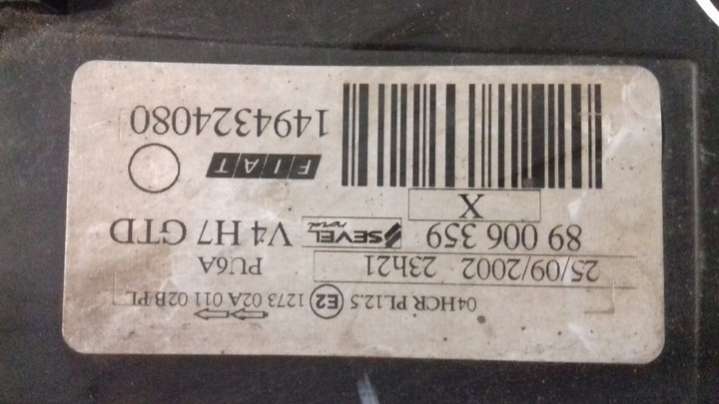 04HCR PL12.5 E2 1273 02A 011 02B PL
25/09/2002 23h21 PU6A
89 006 359 SEVEL V4 H7 GTD
X
FIAT
1494324080